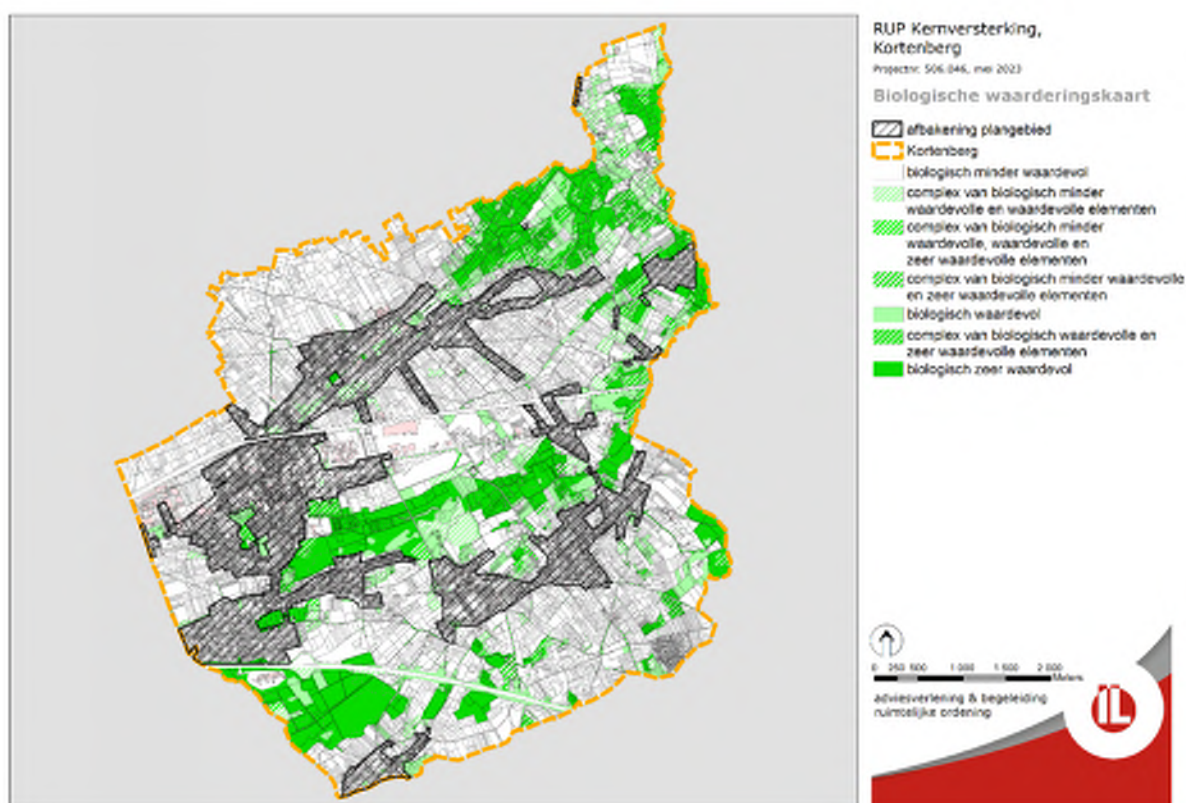 RUP Kernversterking,
Kortenberg
Projectnr. 506.046, mei 2023
Biologische waarderingskaart
afbakening plangebied
Kortenberg
biologisch minder waardevol
complex van biologisch minder
waardevolle en waardevolle elementen
complex van biologisch minder
waardevolle, waardevolle en
zeer waardevolle elementen
complex van biologisch minder waardevolle
en zeer waardevolle elementen
biologisch waardevol
complex van biologisch waardevolle en
zeer waardevolle elementen
biologisch zeer waardevol
0 250 500 1 000 1 500 2 000
Meters
adviesverlening & begeleiding
ruimtelijke ordening
IL